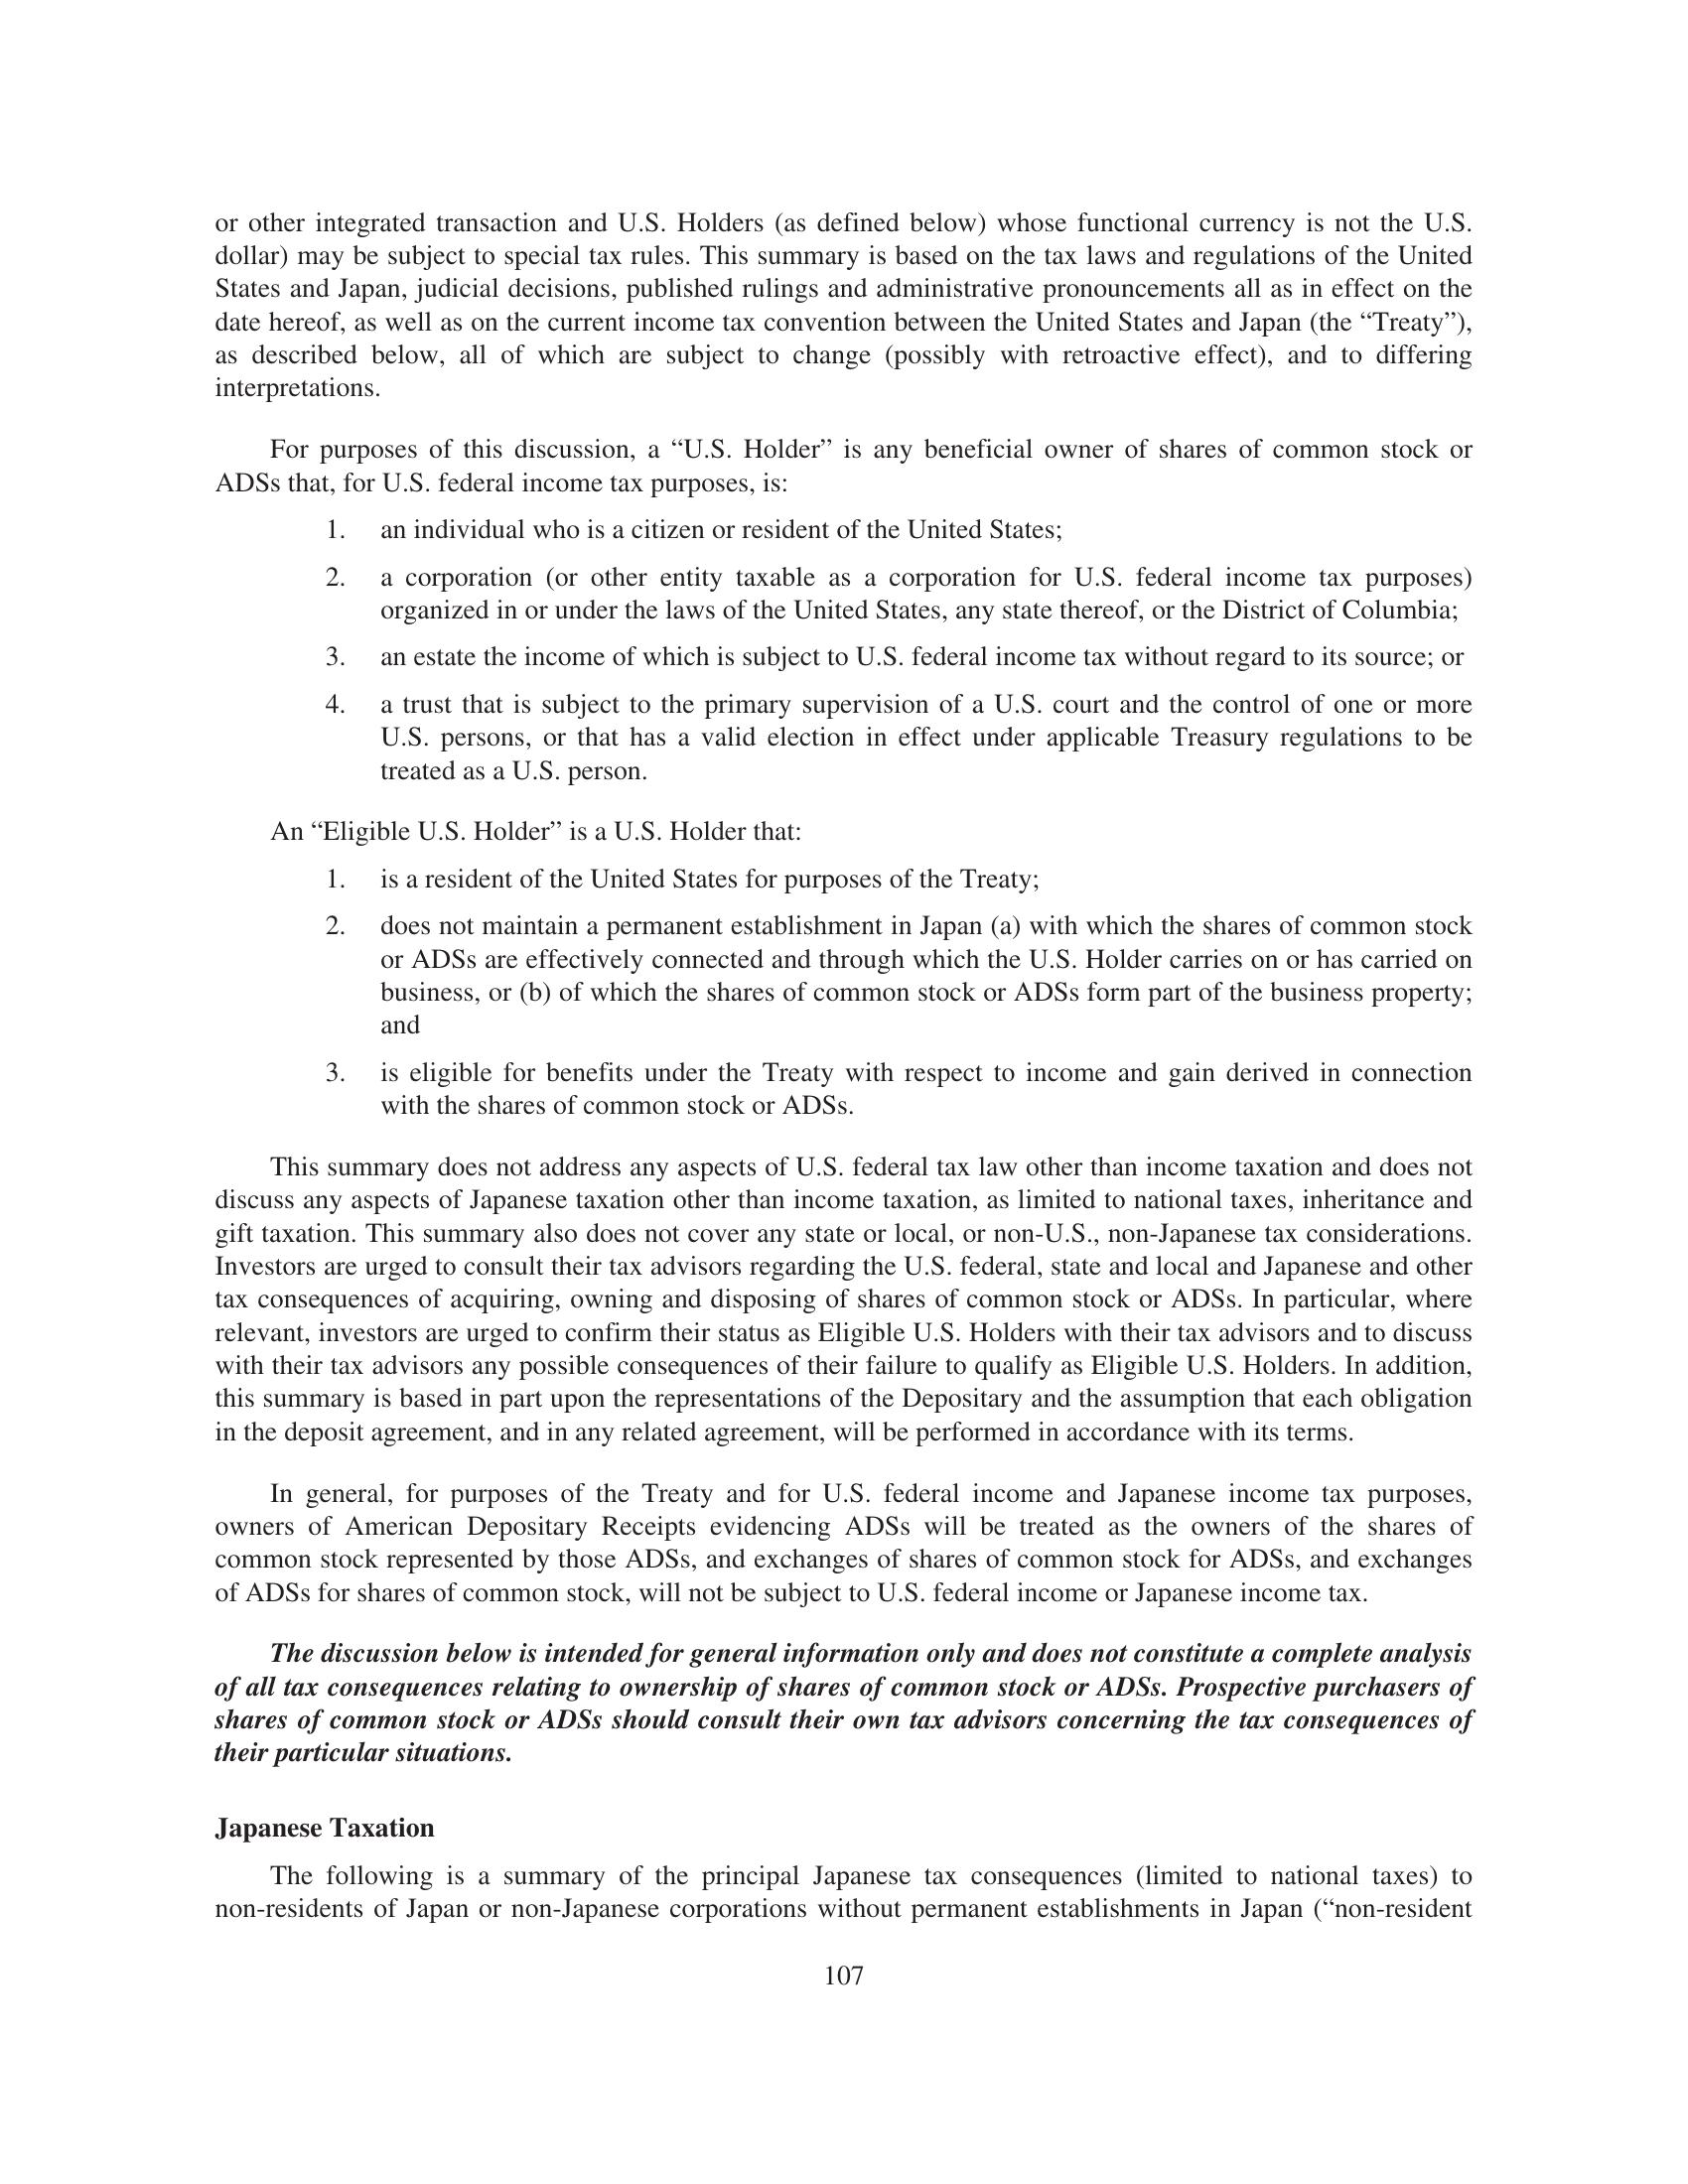 or other integrated transaction and U.S. Holders (as defined below) whose functional currency is not the U.S.
dollar) may be subject to special tax rules. This summary is based on the tax laws and regulations of the United
States and Japan, judicial decisions, published rulings and administrative pronouncements all as in effect on the
date hereof, as well as on the current income tax convention between the United States and Japan (the “Treaty”),
as described below, all of which are subject to change (possibly with retroactive effect), and to differing
interpretations.
For purposes of this discussion, a “U.S. Holder” is any beneficial owner of shares of common stock or
ADSs that, for U.S. federal income tax purposes, is:
1. an individual who is a citizen or resident of the United States;
2. a corporation (or other entity taxable as a corporation for U.S. federal income tax purposes)
organized in or under the laws of the United States, any state thereof, or the District of Columbia;
3. an estate the income of which is subject to U.S. federal income tax without regard to its source; or
4. a trust that is subject to the primary supervision of a U.S. court and the control of one or more
U.S. persons, or that has a valid election in effect under applicable Treasury regulations to be
treated as a U.S. person.
An “Eligible U.S. Holder” is a U.S. Holder that:
1. is a resident of the United States for purposes of the Treaty;
2. does not maintain a permanent establishment in Japan (a) with which the shares of common stock
or ADSs are effectively connected and through which the U.S. Holder carries on or has carried on
business, or (b) of which the shares of common stock or ADSs form part of the business property;
and
3. is eligible for benefits under the Treaty with respect to income and gain derived in connection
with the shares of common stock or ADSs.
This summary does not address any aspects of U.S. federal tax law other than income taxation and does not
discuss any aspects of Japanese taxation other than income taxation, as limited to national taxes, inheritance and
gift taxation. This summary also does not cover any state or local, or non-U.S., non-Japanese tax considerations.
Investors are urged to consult their tax advisors regarding the U.S. federal, state and local and Japanese and other
tax consequences of acquiring, owning and disposing of shares of common stock or ADSs. In particular, where
relevant, investors are urged to confirm their status as Eligible U.S. Holders with their tax advisors and to discuss
with their tax advisors any possible consequences of their failure to qualify as Eligible U.S. Holders. In addition,
this summary is based in part upon the representations of the Depositary and the assumption that each obligation
in the deposit agreement, and in any related agreement, will be performed in accordance with its terms.
In general, for purposes of the Treaty and for U.S. federal income and Japanese income tax purposes,
owners of American Depositary Receipts evidencing ADSs will be treated as the owners of the shares of
common stock represented by those ADSs, and exchanges of shares of common stock for ADSs, and exchanges
of ADSs for shares of common stock, will not be subject to U.S. federal income or Japanese income tax.
The discussion below is intended for general information only and does not constitute a complete analysis
of all tax consequences relating to ownership of shares of common stock or ADSs. Prospective purchasers of
shares of common stock or ADSs should consult their own tax advisors concerning the tax consequences of
their particular situations.
Japanese Taxation
The following is a summary of the principal Japanese tax consequences (limited to national taxes) to
non-residents of Japan or non-Japanese corporations without permanent establishments in Japan (“non-resident
107